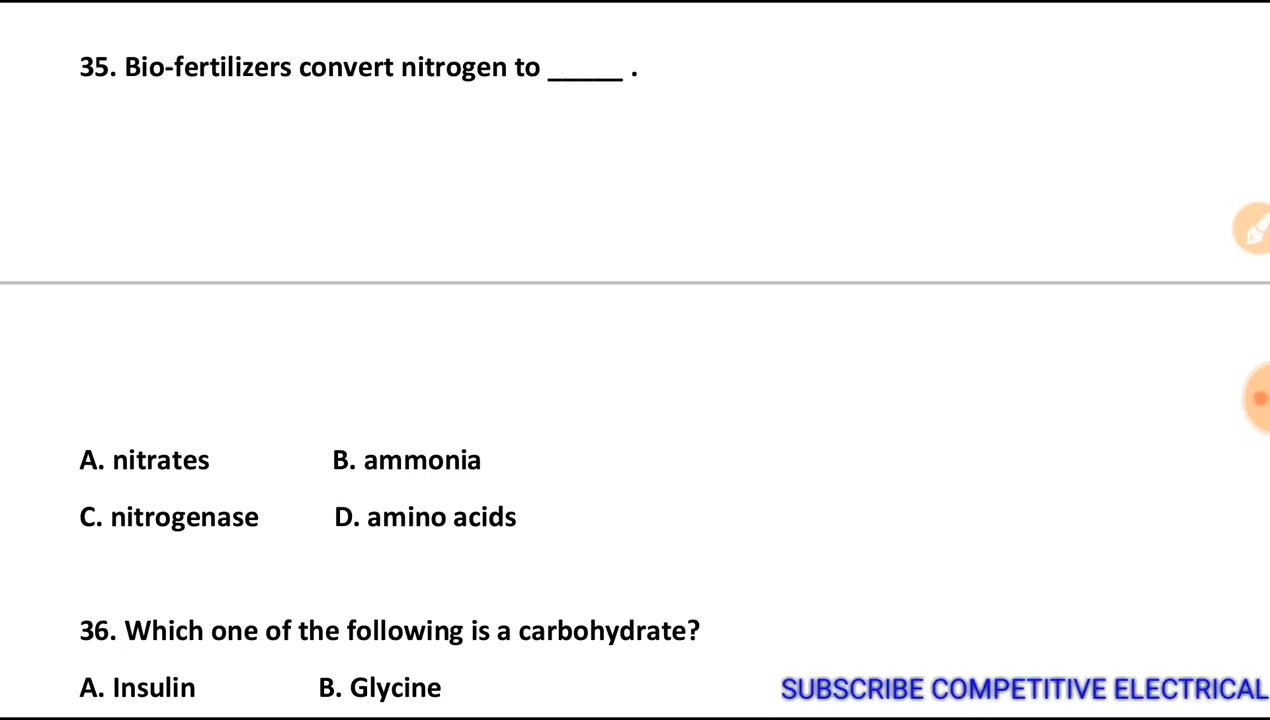 35. Bio-fertilizers convert nitrogen to _____ .
A. nitrates B. ammonia
C. nitrogenase D. amino acids
36. Which one of the following is a carbohydrate?
A. Insulin B. Glycine
SUBSCRIBE COMPETITIVE ELECTRICAL